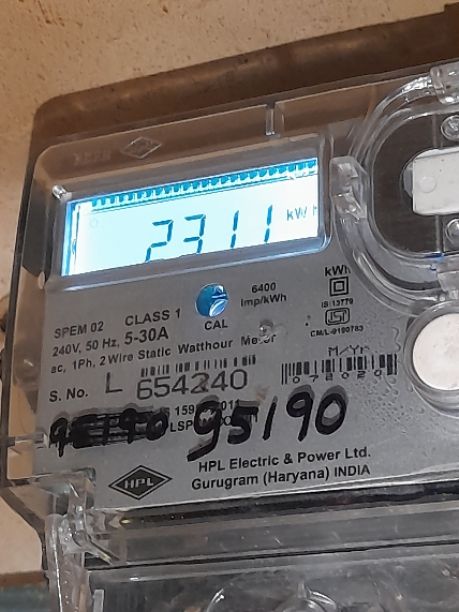 2311 kWh
6400
imp/kWh
CAL
kWh
IS 13779
CM/L-9100783
SPEM 02 CLASS 1
240V, 50 Hz, 5-30A
ac, 1Ph, 2 Wire Static Watthour Meter
M/Yr
072020
S. No. L 654240
95190
HPL Electric & Power Ltd.
HPL
Gurugram (Haryana) INDIA